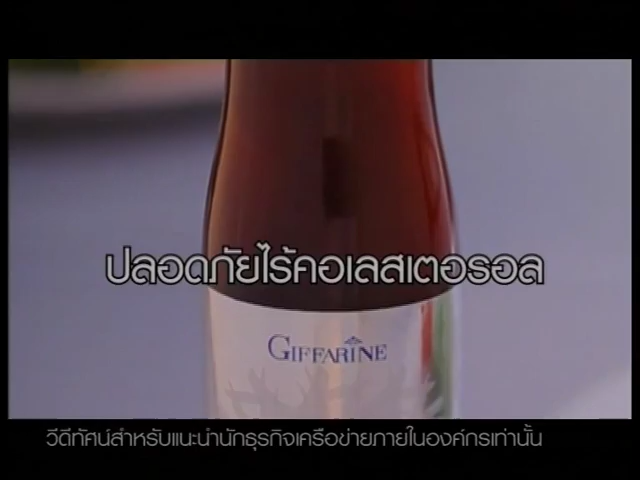 ปลอดภัยไร้คอเลสเตอรอล
GIFFARINE
วีดีทัศน์สำหรับแนะนำนักธุรกิจเครือข่ายภายในองค์กรเท่านั้น